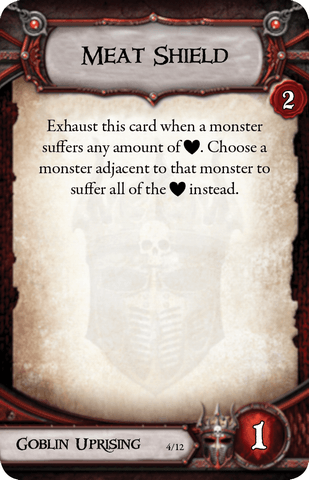 Meat Shield
2
Exhaust this card when a monster
suffers any amount of ♥. Choose a
monster adjacent to that monster to
suffer all of the ♥ instead.
Goblin Uprising 4/12 1